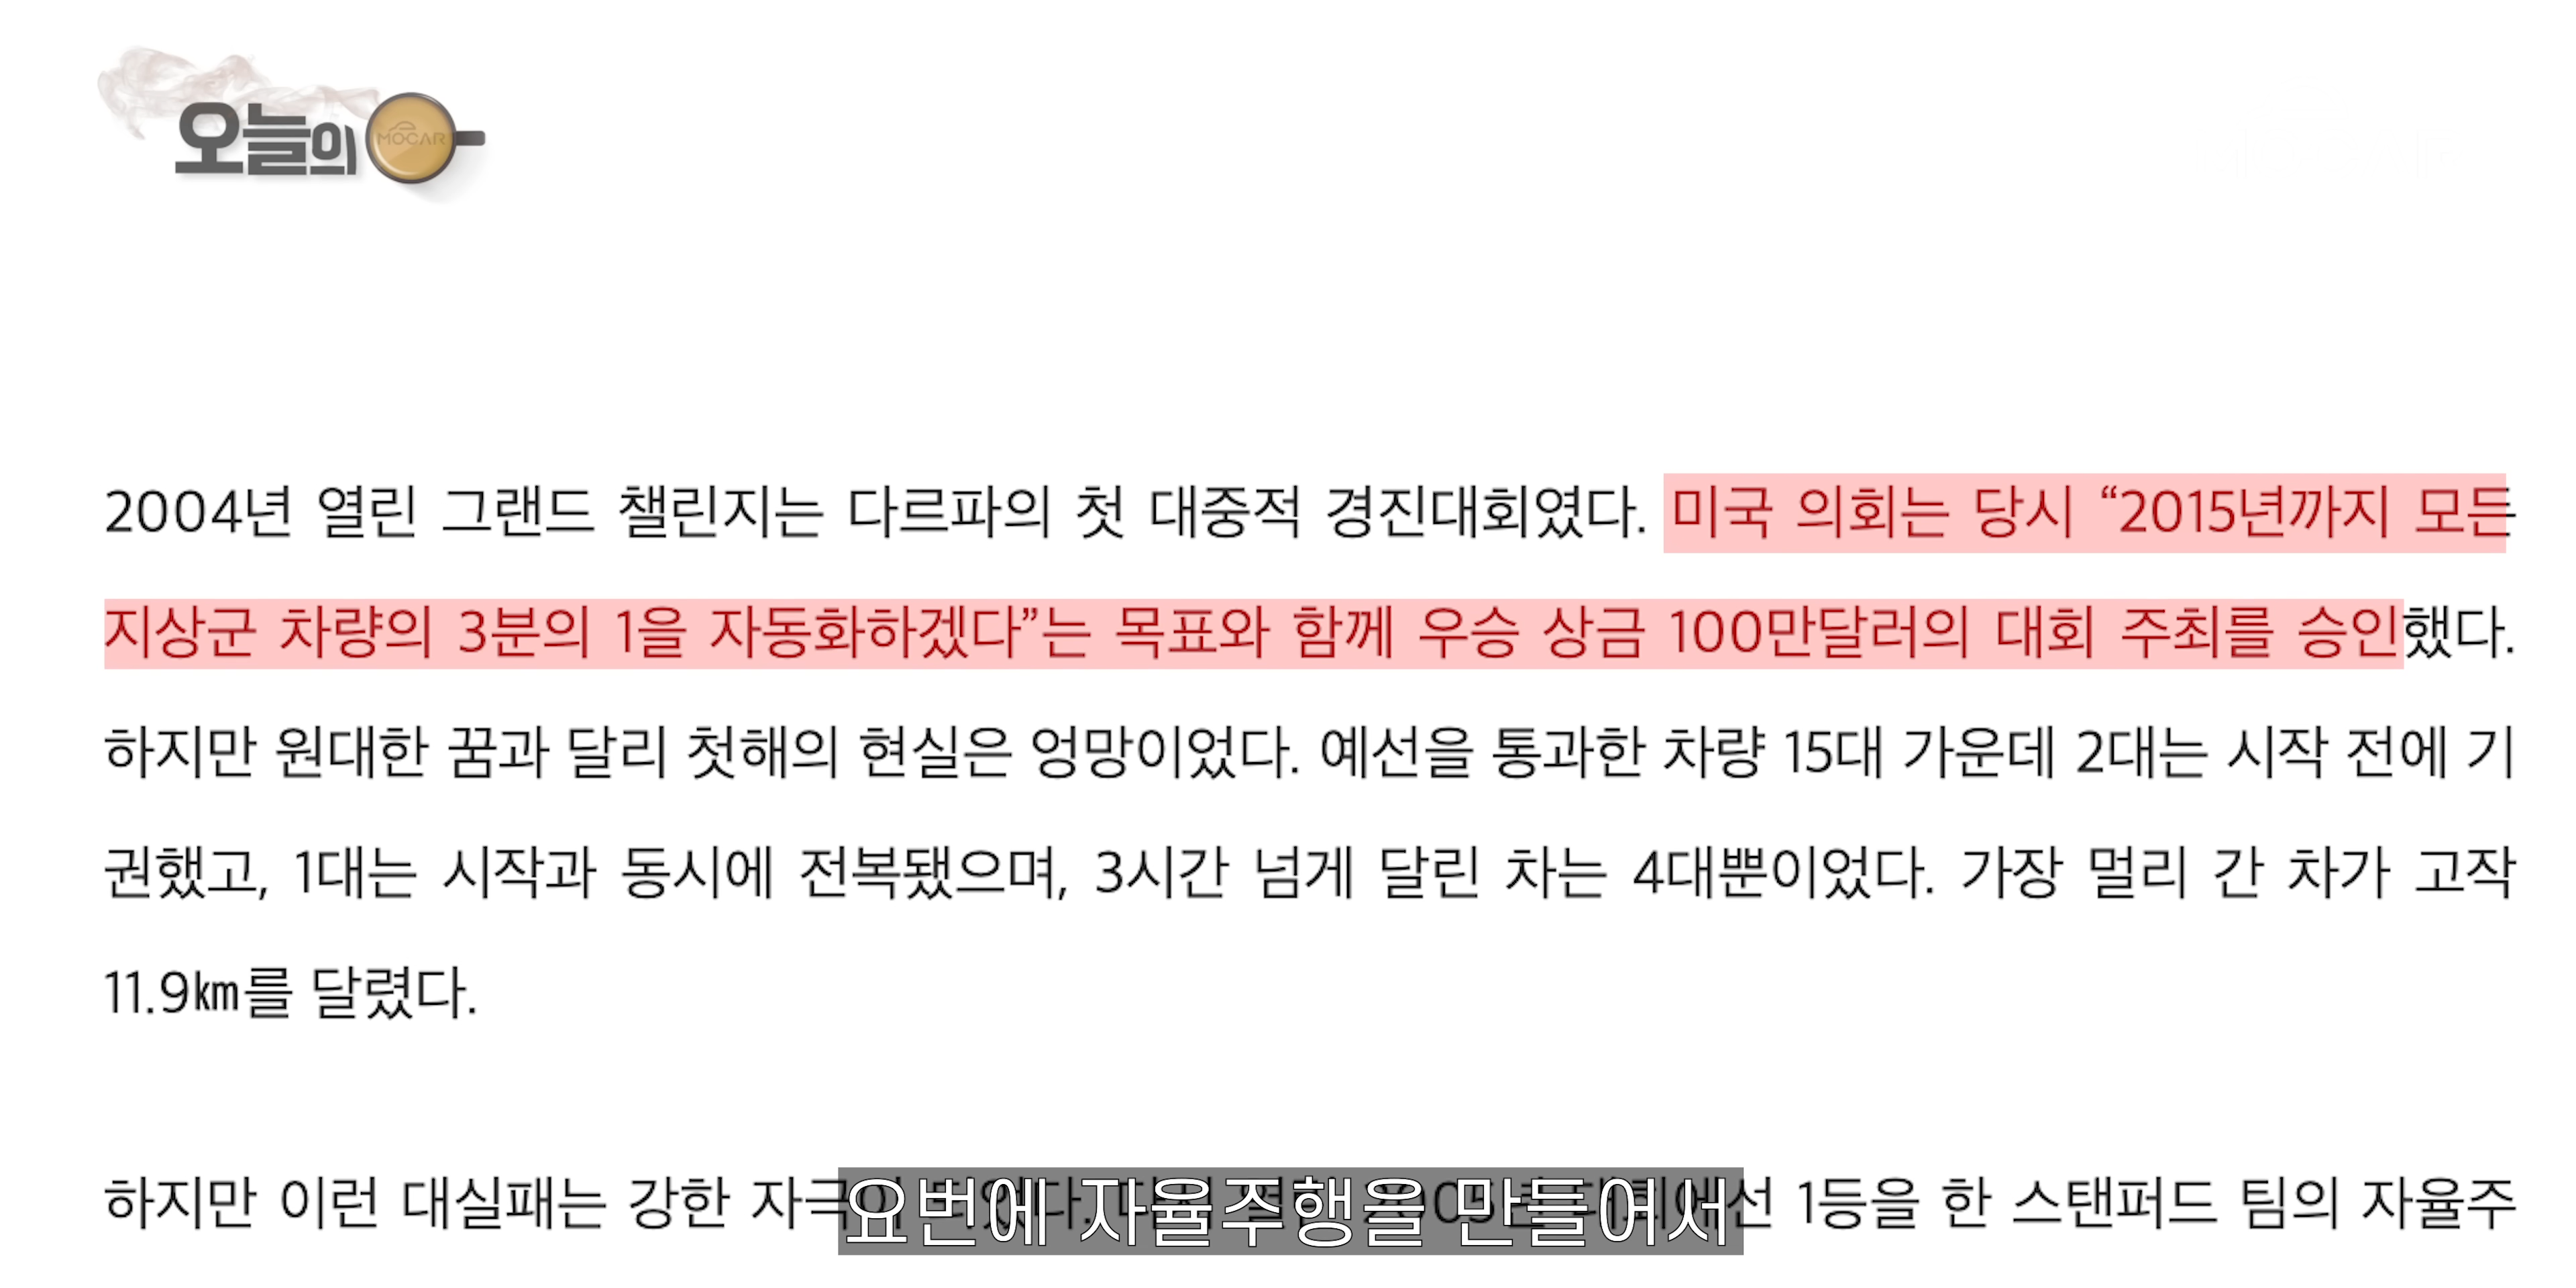 오늘의
MOCAR
2004년 열린 그랜드 챌린지는 다르파의 첫 대중적 경진대회였다. 미국 의회는 당시 “2015년까지 모든
지상군 차량의 3분의 1을 자동화하겠다”는 목표와 함께 우승 상금 100만달러의 대회 주최를 승인했다.
하지만 원대한 꿈과 달리 첫해의 현실은 엉망이었다. 예선을 통과한 차량 15대 가운데 2대는 시작 전에 기
권했고, 1대는 시작과 동시에 전복됐으며, 3시간 넘게 달린 차는 4대뿐이었다. 가장 멀리 간 차가 고작
11.9㎞를 달렸다.
하지만 이런 대실패는 강한 1등을 한 스탠퍼드 팀의 자율주
요번에 자율주행을 만들어서